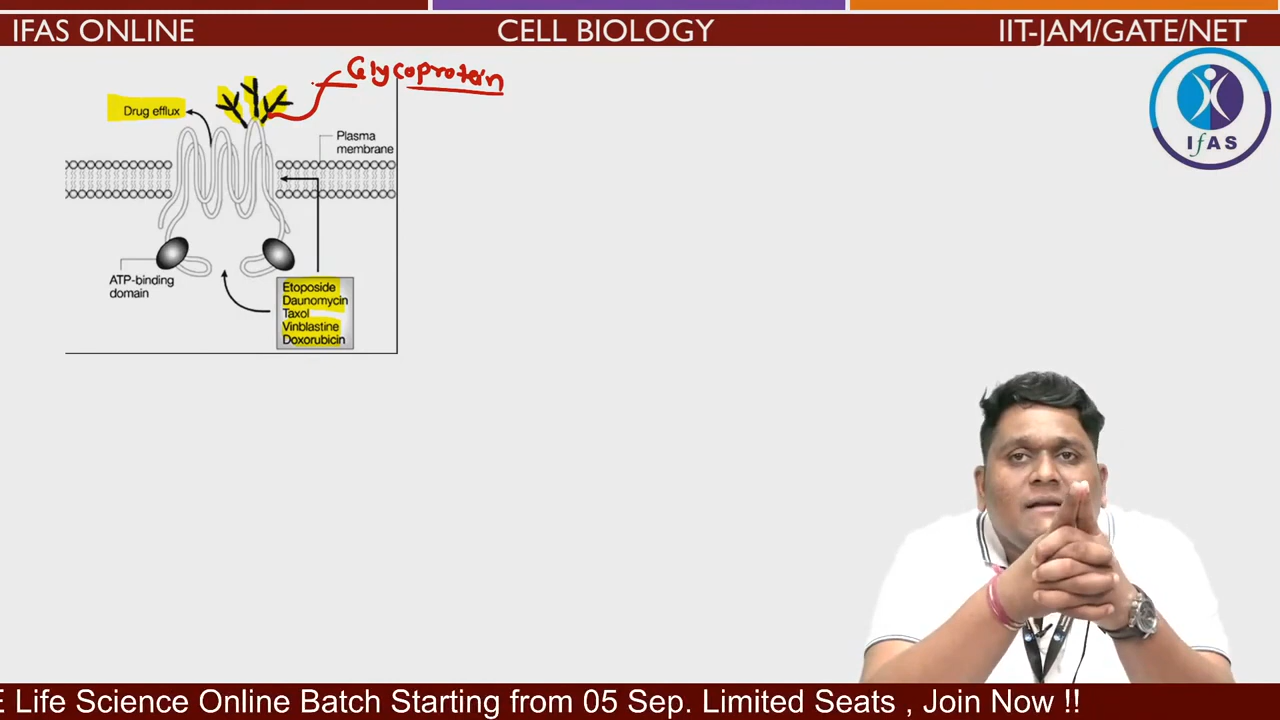 IFAS ONLINE
CELL BIOLOGY
IIT-JAM/GATE/NET
IfAS
Glycoprotein
Drug efflux
Plasma
membrane
ATP-binding
domain
Etoposide
Daunomycin
Taxol
Vinblastine
Doxorubicin
E Life Science Online Batch Starting from 05 Sep. Limited Seats , Join Now !!